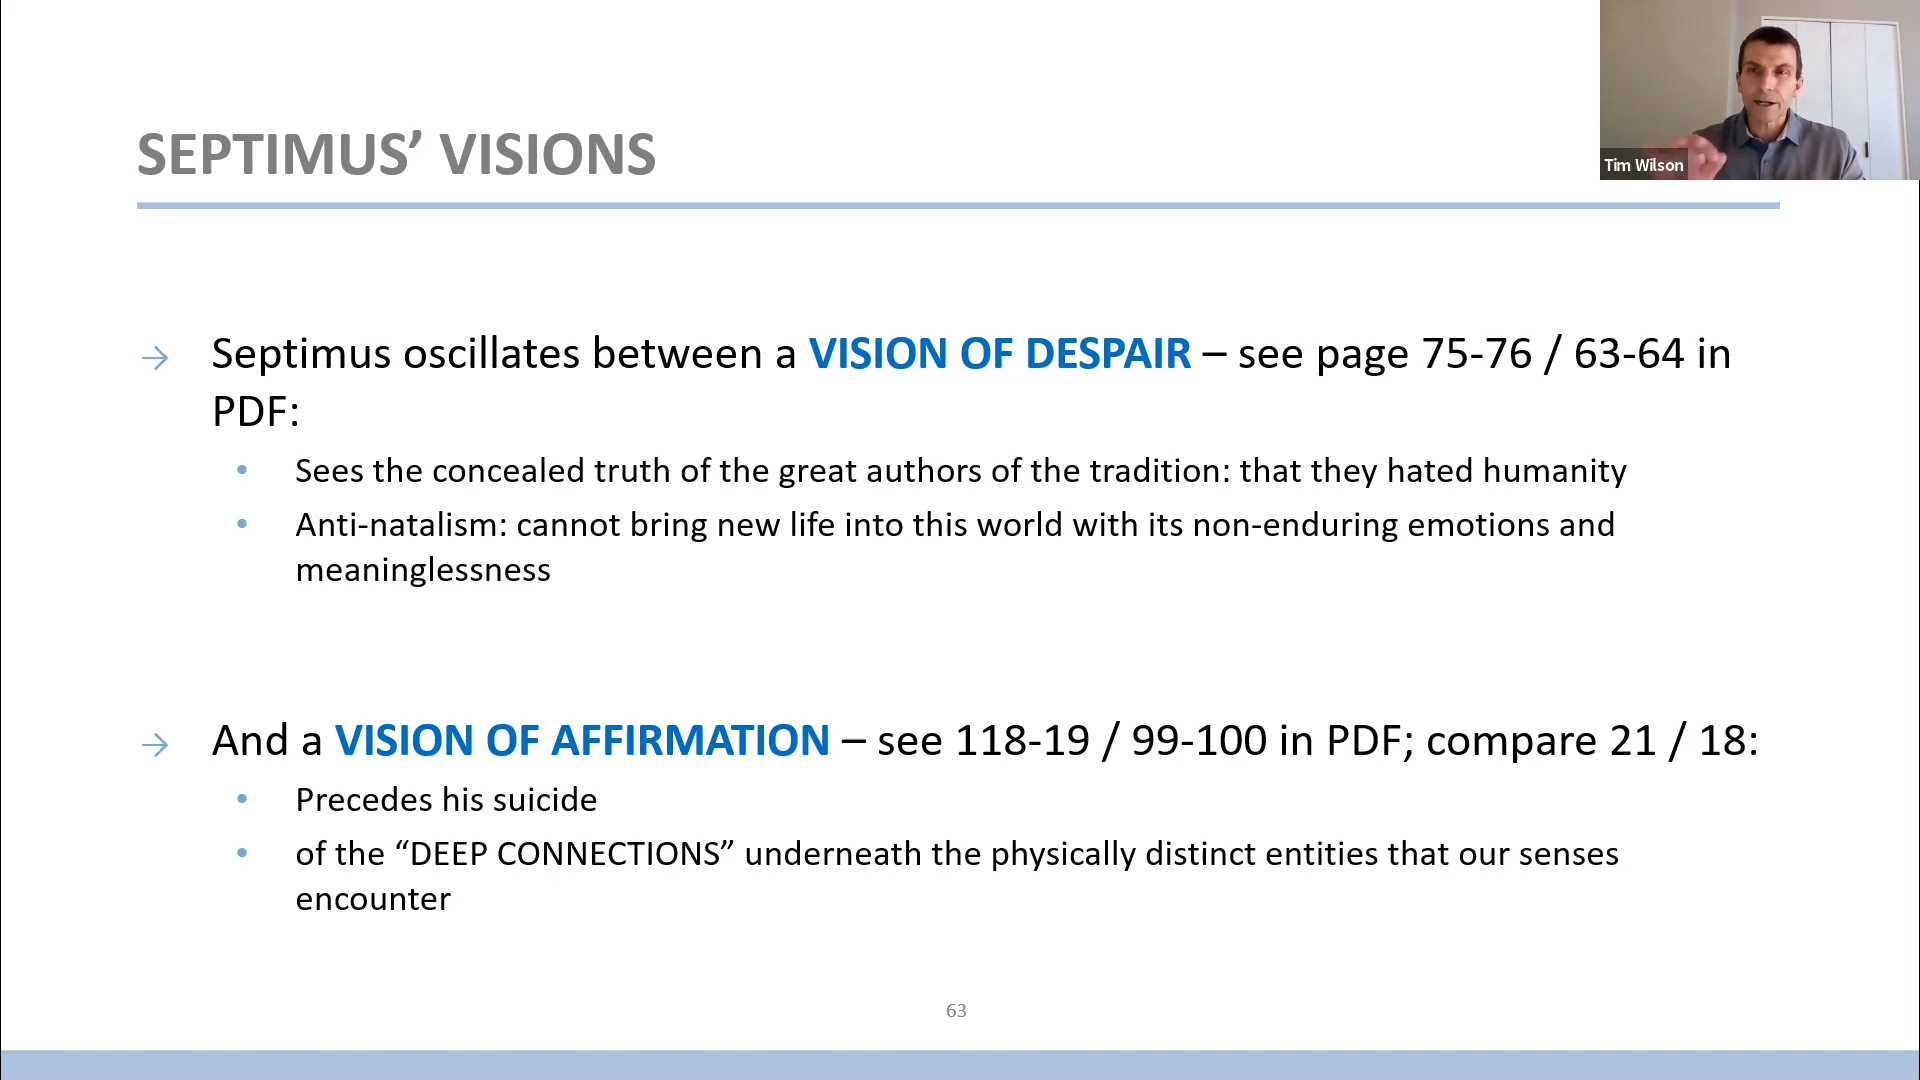 SEPTIMUS’ VISIONS
Tim Wilson
→ Septimus oscillates between a VISION OF DESPAIR – see page 75-76 / 63-64 in
PDF:
• Sees the concealed truth of the great authors of the tradition: that they hated humanity
• Anti-natalism: cannot bring new life into this world with its non-enduring emotions and
meaninglessness
→ And a VISION OF AFFIRMATION – see 118-19 / 99-100 in PDF; compare 21 / 18:
• Precedes his suicide
• of the “DEEP CONNECTIONS” underneath the physically distinct entities that our senses
encounter
63